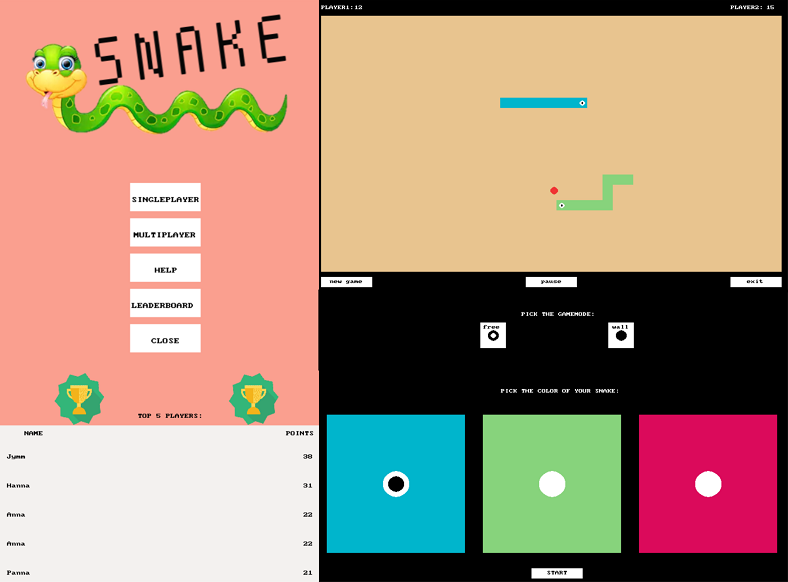 SNAKE
SINGLEPLAYER
MULTIPLAYER
HELP
LEADERBOARD
CLOSE
TOP 5 PLAYERS:
NAME POINTS
Jymm 38
Hanna 31
Anna 22
Anna 22
Panna 21
PLAYER1: 12 PLAYER2: 15
new game pause exit
PICK THE GAMEMODE:
free wall
PICK THE COLOR OF YOUR SNAKE:
START